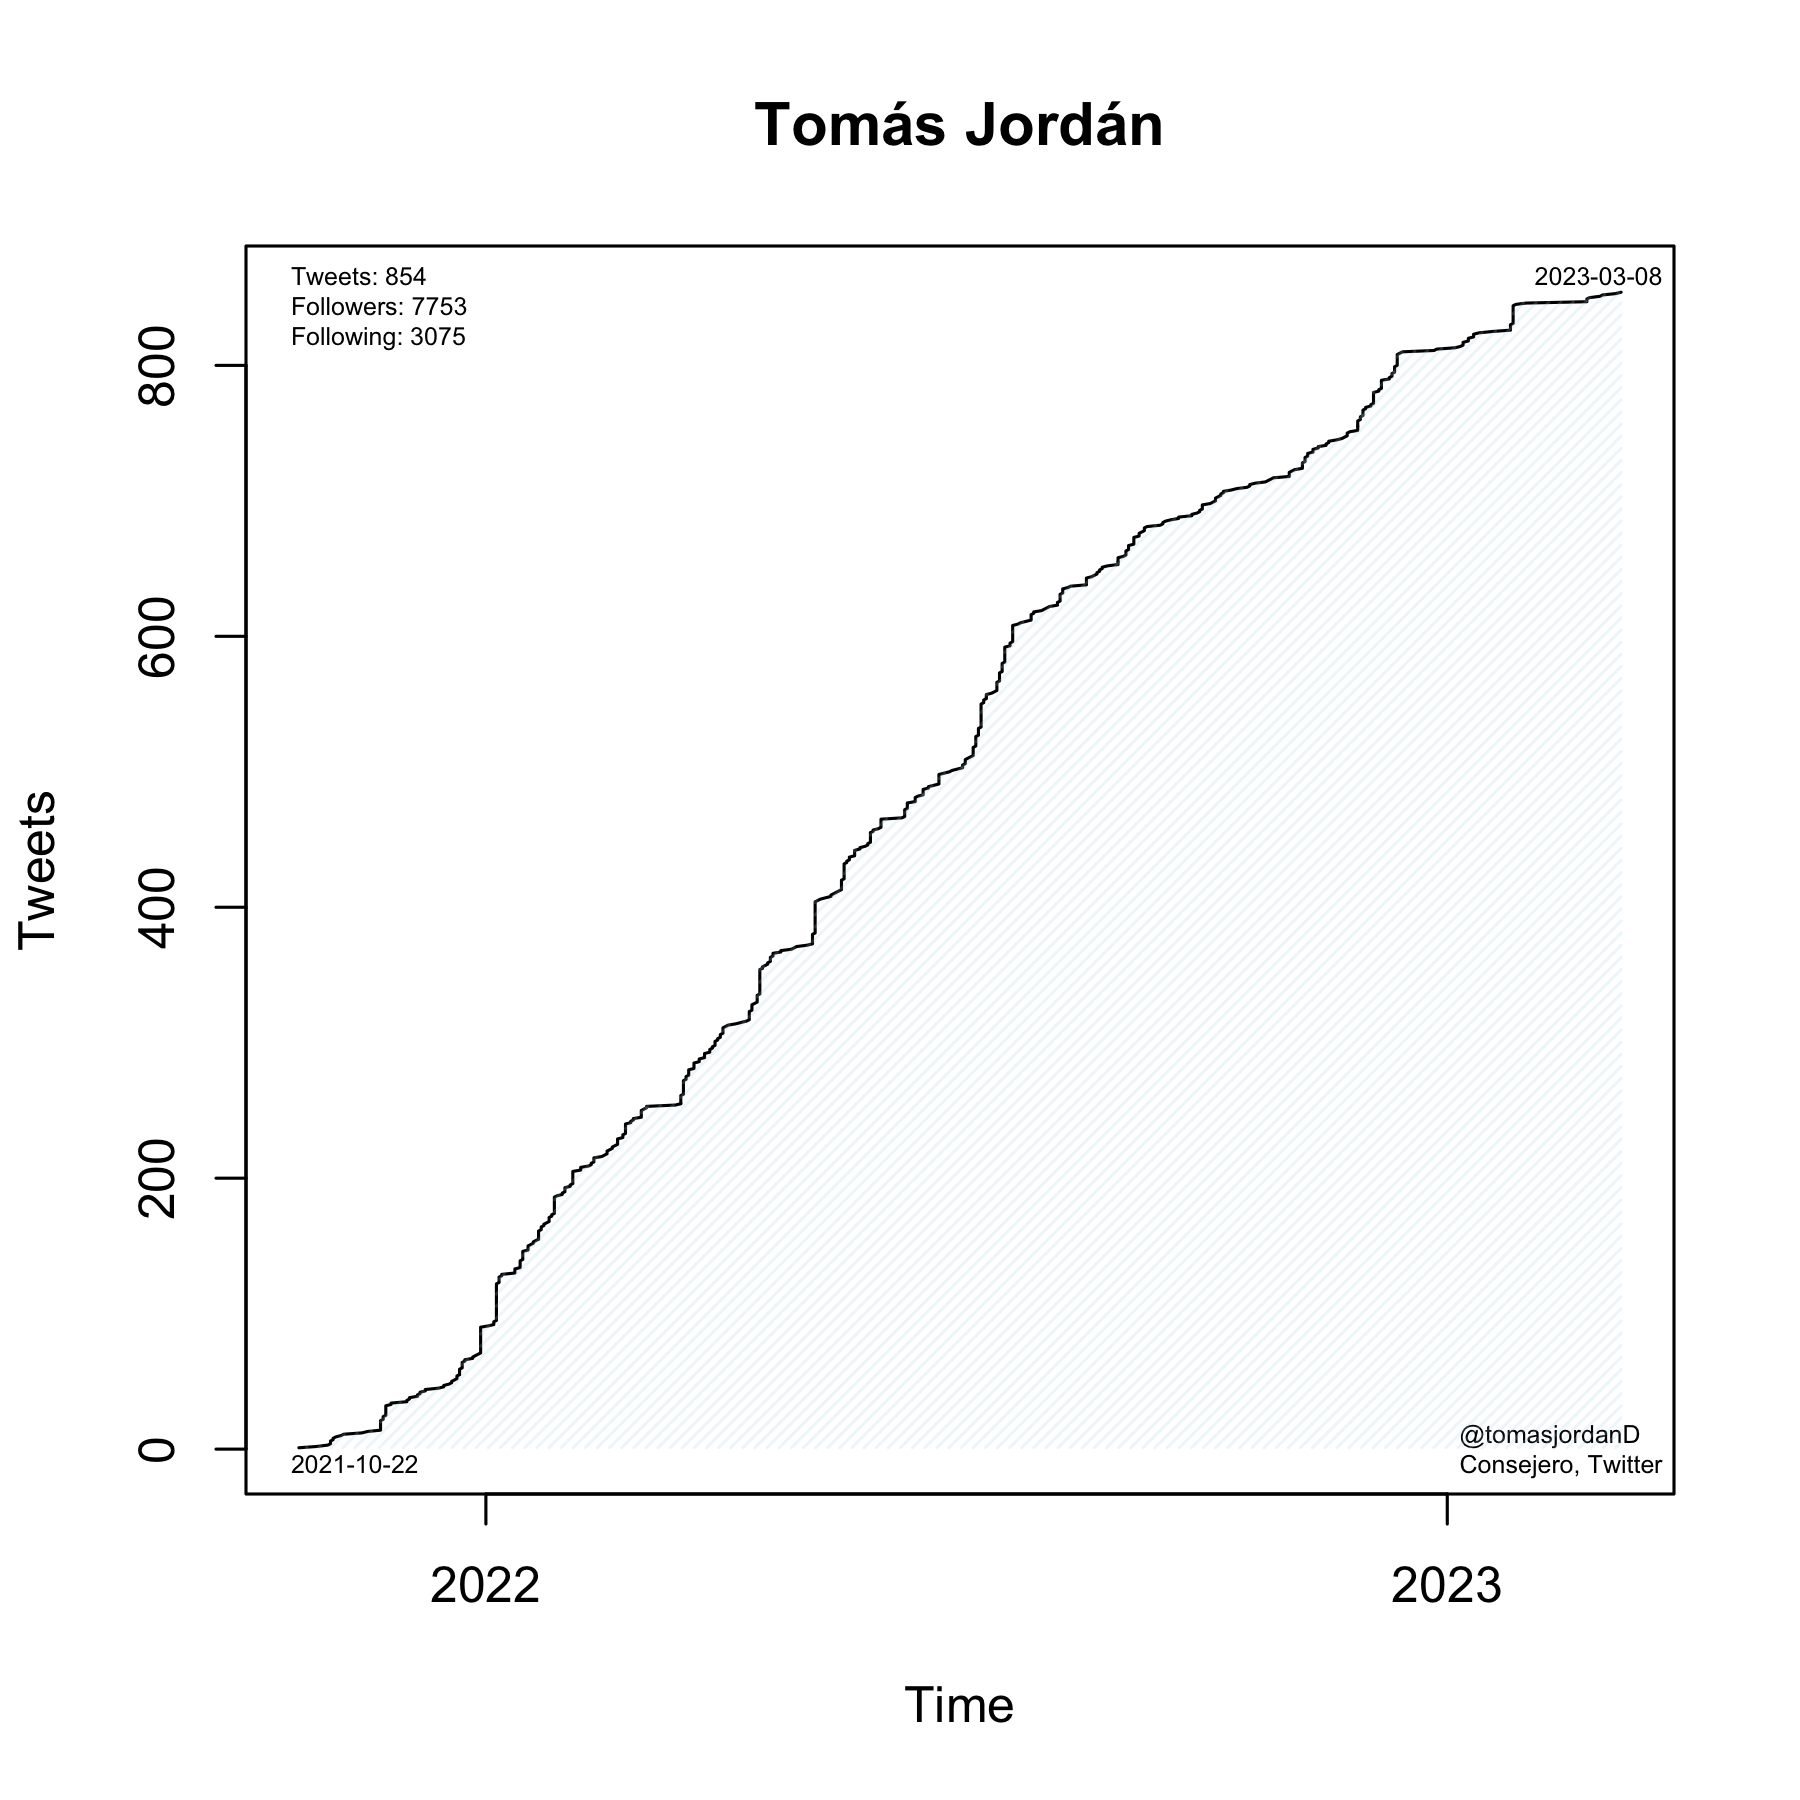 Tomás Jordán
Tweets: 854
Followers: 7753
Following: 3075
2023-03-08
800
600
400
200
0
Tweets
2021-10-22
@tomasjordanD
Consejero, Twitter
2022
2023
Time